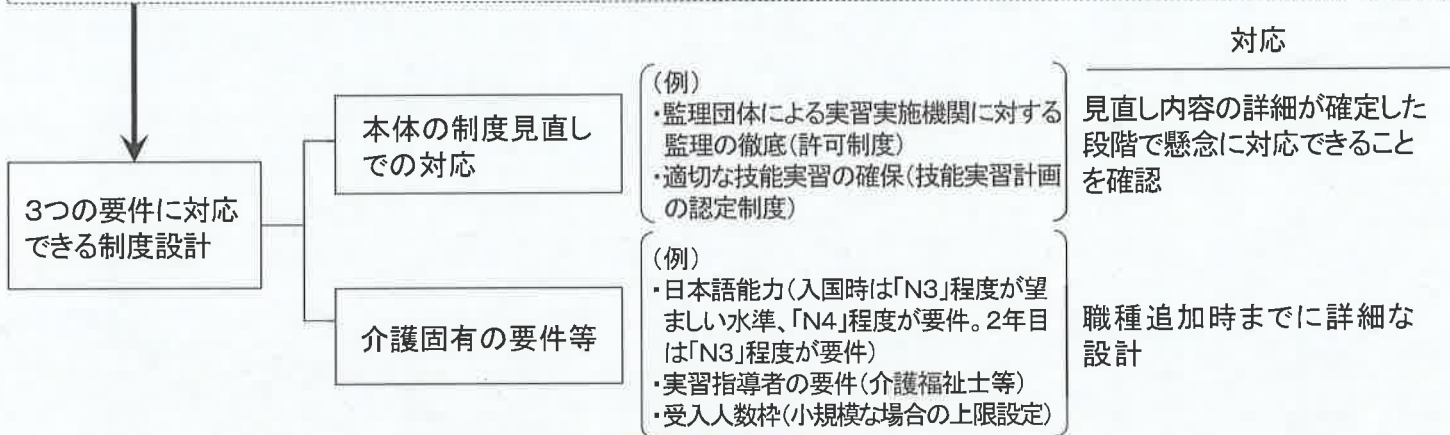 対応
3つの要件に対応
できる制度設計
本体の制度見直し
での対応
(例)
・監理団体による実習実施機関に対する
監理の徹底(許可制度)
・適切な技能実習の確保(技能実習計画
の認定制度)
見直し内容の詳細が確定した
段階で懸念に対応できること
を確認
介護固有の要件等
(例)
・日本語能力(入国時は「N3」程度が望
ましい水準、「N4」程度が要件。2年目
は「N3」程度が要件)
・実習指導者の要件(介護福祉士等)
・受入人数枠(小規模な場合の上限設定)
職種追加時までに詳細な
設計